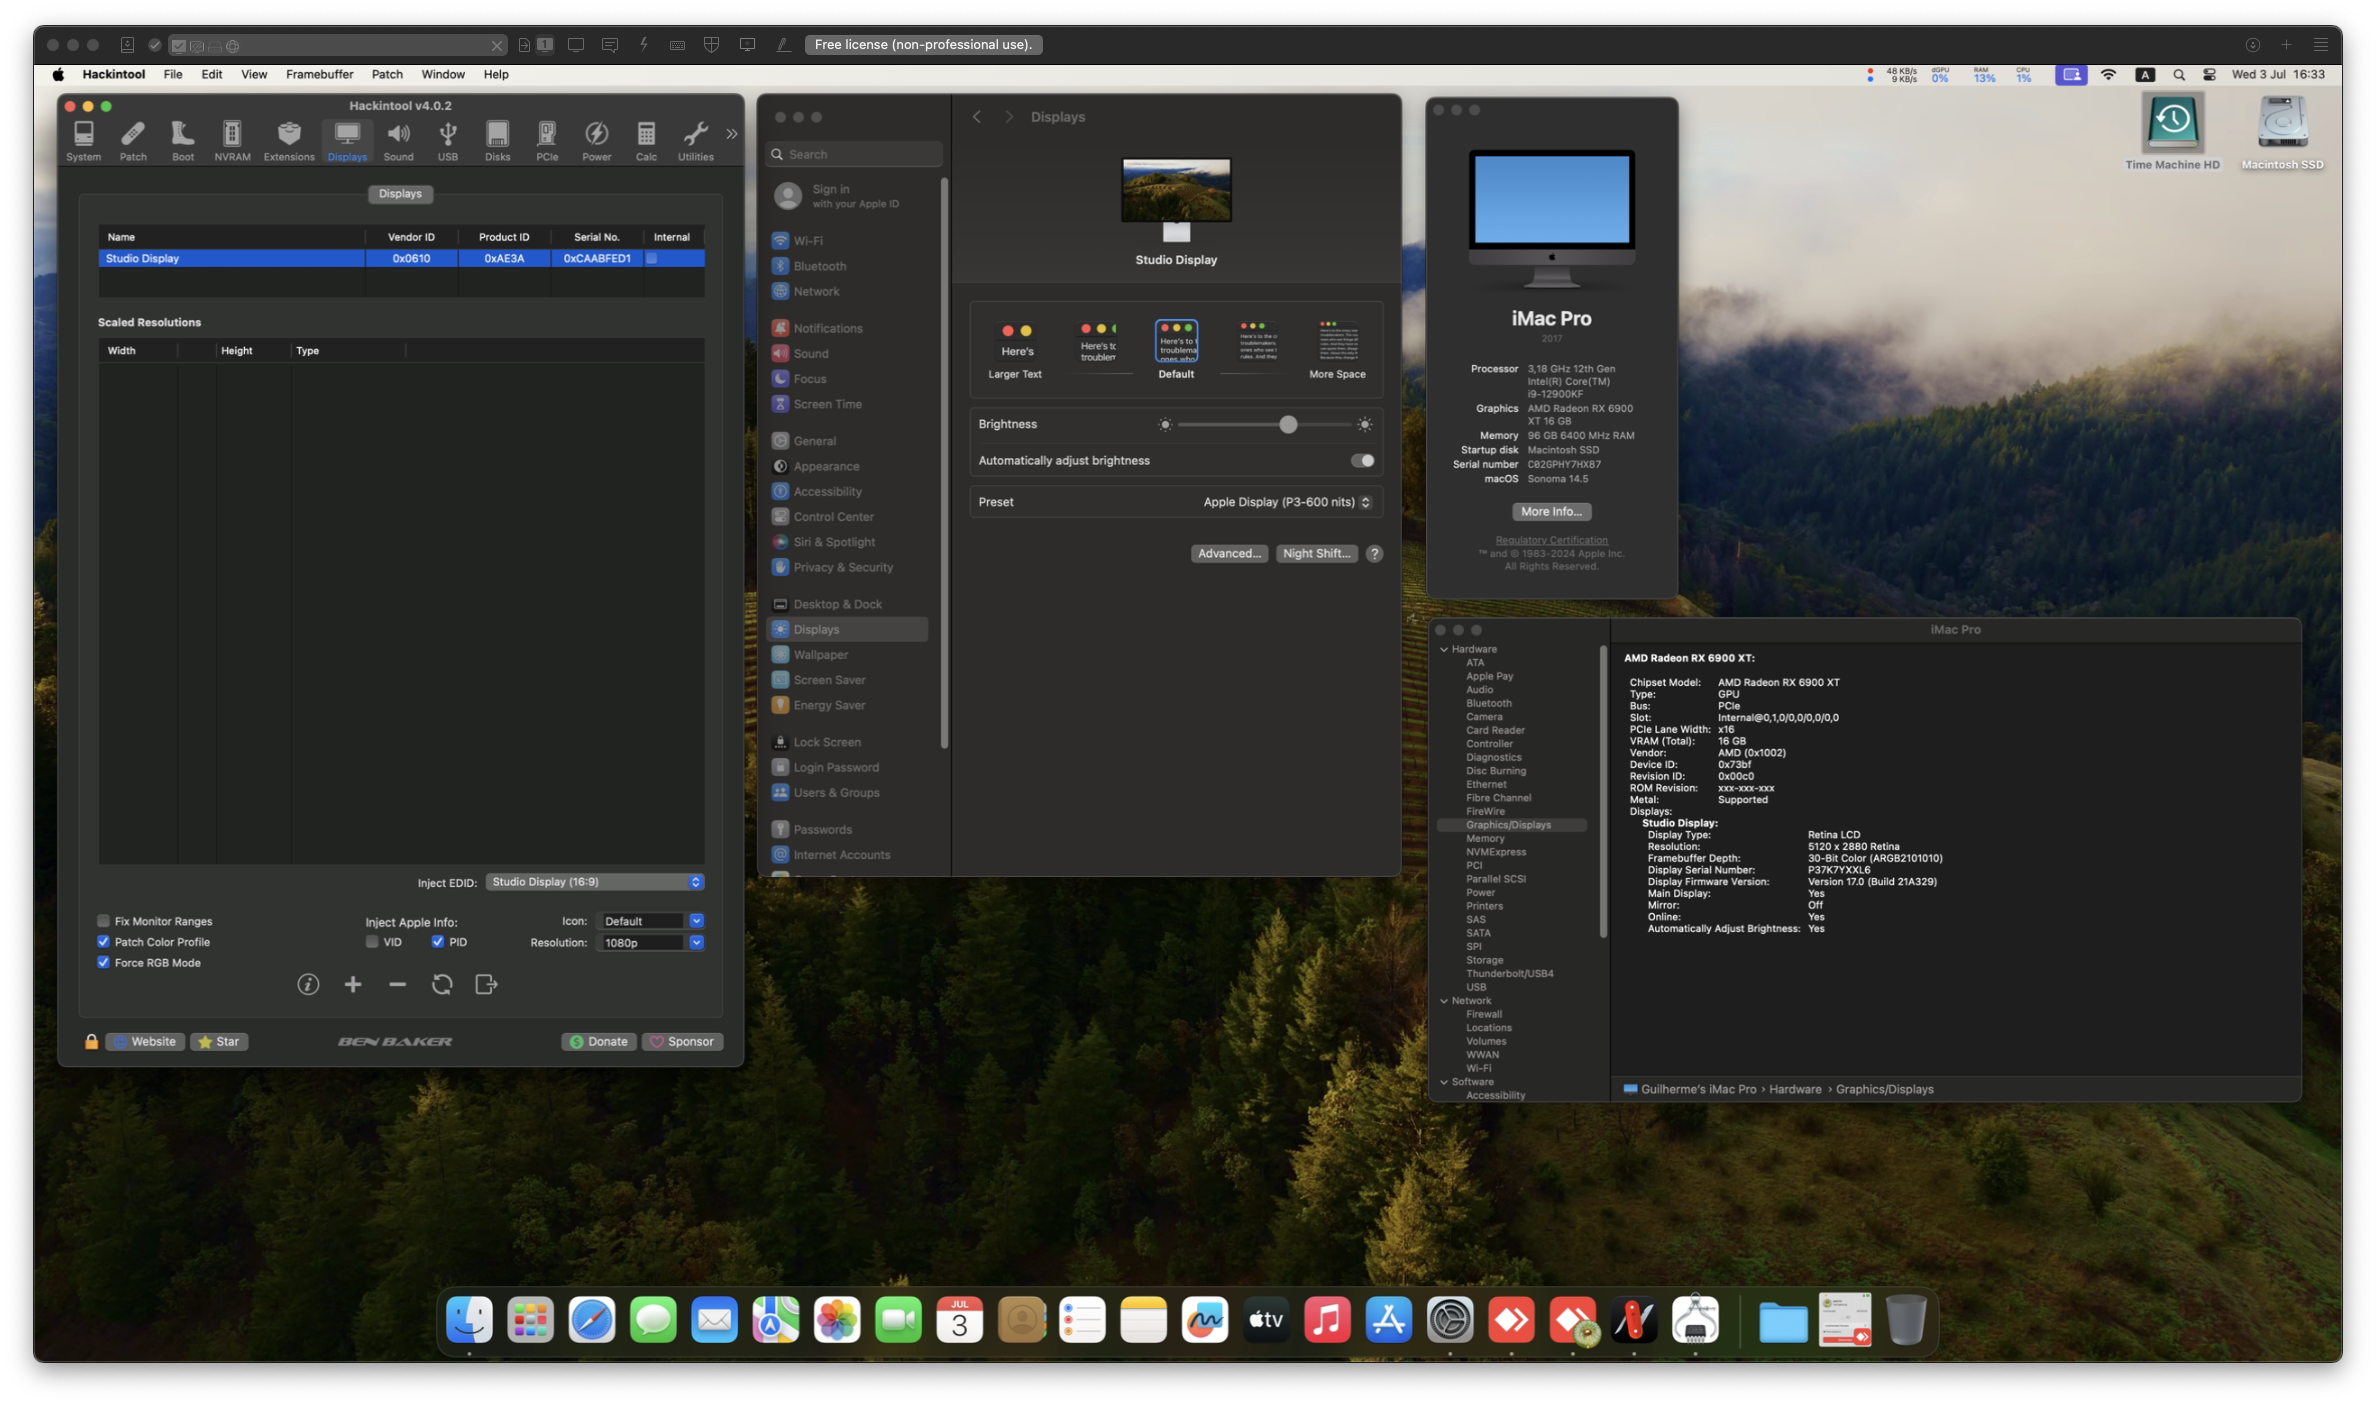 Free license (non-professional use).
Hackintool File Edit View Framebuffer Patch Window Help
48 KB/s
9 KB/s
dGPU
0%
RAM
13%
CPU
1%
A
Wed 3 Jul 16:33
Hackintool v4.0.2
System Patch Boot NVRAM Extensions Displays Sound USB Disks PCIe Power Calc Utilities
Displays
Name Vendor ID Product ID Serial No. Internal
Studio Display 0x0610 0xAE3A 0xCAABFED1
Scaled Resolutions
Width Height Type
Inject EDID: Studio Display (16:9)
Fix Monitor Ranges
Patch Color Profile
Force RGB Mode
Inject Apple Info:
VID PID
Icon: Default
Resolution: 1080p
Website Star BEN BAKER Donate Sponsor
Search
Sign in
with your Apple ID
Wi-Fi
Bluetooth
Network
Notifications
Sound
Focus
Screen Time
General
Appearance
Accessibility
Control Center
Siri & Spotlight
Privacy & Security
Desktop & Dock
Displays
Wallpaper
Screen Saver
Energy Saver
Lock Screen
Login Password
Users & Groups
Passwords
Internet Accounts
Displays
Studio Display
Here's
Larger Text
Default
More Space
Brightness
Automatically adjust brightness
Preset Apple Display (P3-600 nits)
Advanced... Night Shift... ?
iMac Pro
2017
Processor 3,18 GHz 12th Gen
Intel(R) Core(TM)
i9-12900KF
Graphics AMD Radeon RX 6900
XT 16 GB
Memory 96 GB 6400 MHz RAM
Startup disk Macintosh SSD
Serial number C02GPHY7HX87
macOS Sonoma 14.5
More Info...
Regulatory Certification
™ and © 1983-2024 Apple Inc.
All Rights Reserved.
Time Machine HD
Macintosh SSD
iMac Pro
Hardware
ATA
Apple Pay
Audio
Bluetooth
Camera
Card Reader
Controller
Diagnostics
Disc Burning
Ethernet
Fibre Channel
FireWire
Graphics/Displays
Memory
NVMExpress
PCI
Parallel SCSI
Power
Printers
SAS
SATA
SPI
Storage
Thunderbolt/USB4
USB
Network
Firewall
Locations
Volumes
WWAN
Wi-Fi
Software
Accessibility
AMD Radeon RX 6900 XT:
Chipset Model: AMD Radeon RX 6900 XT
Type: GPU
Bus: PCIe
Slot: Internal@0,1,0/0,0/0,0/0,0
PCIe Lane Width: x16
VRAM (Total): 16 GB
Vendor: AMD (0x1002)
Device ID: 0x73bf
Revision ID: 0x00c0
ROM Revision: xxx-xxx-xxx
Metal: Supported
Displays:
Studio Display:
Display Type: Retina LCD
Resolution: 5120 x 2880 Retina
Framebuffer Depth: 30-Bit Color (ARGB2101010)
Display Serial Number: P37K7YXXL6
Display Firmware Version: Version 17.0 (Build 21A329)
Main Display: Yes
Mirror: Off
Online: Yes
Automatically Adjust Brightness: Yes
Guilherme's iMac Pro › Hardware › Graphics/Displays
JUL
3
tv